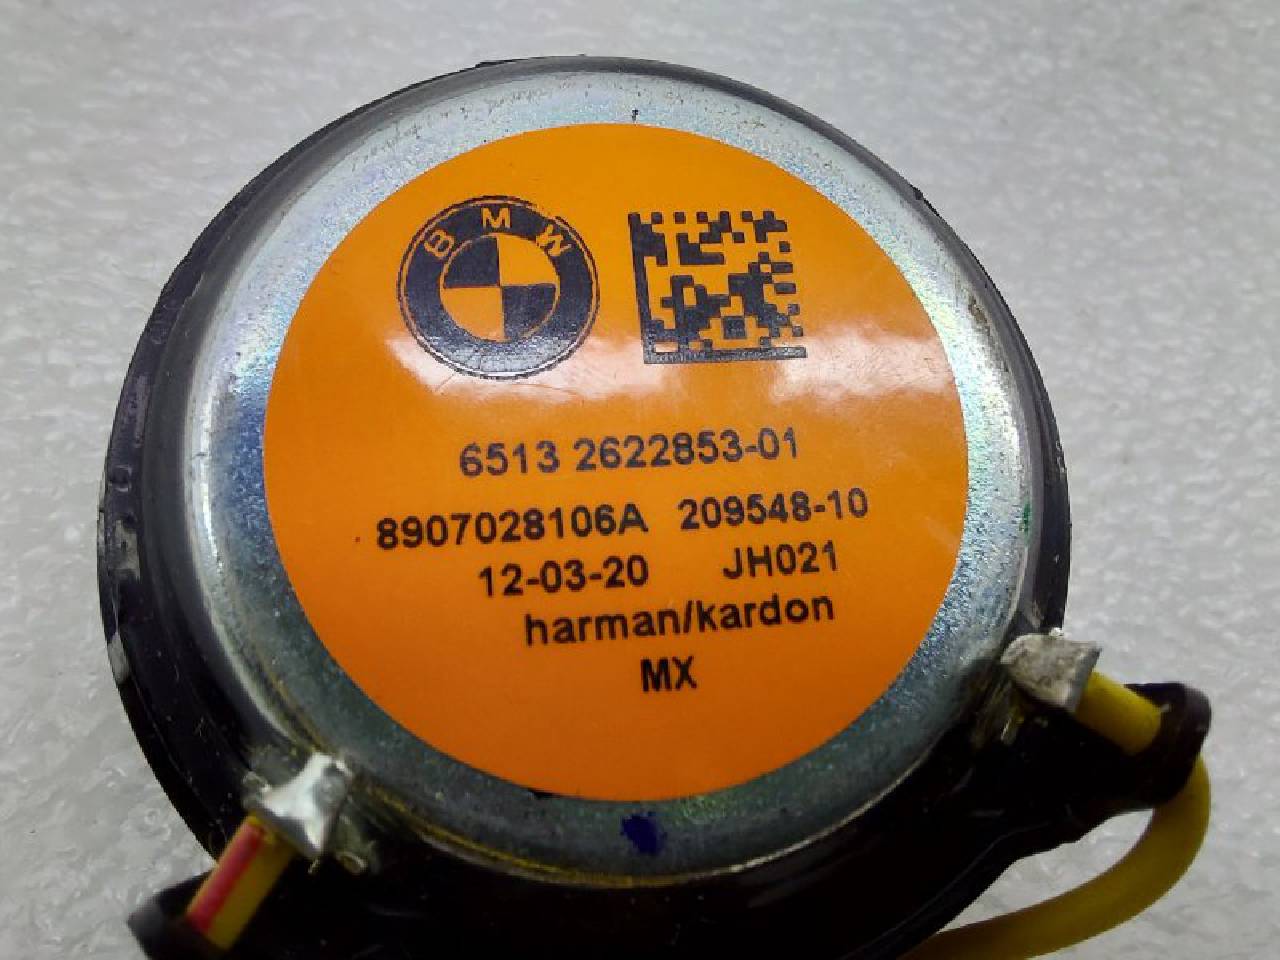 BMW
6513 2622853-01
8907028106A 209548-10
12-03-20 JH021
harman/kardon
MX